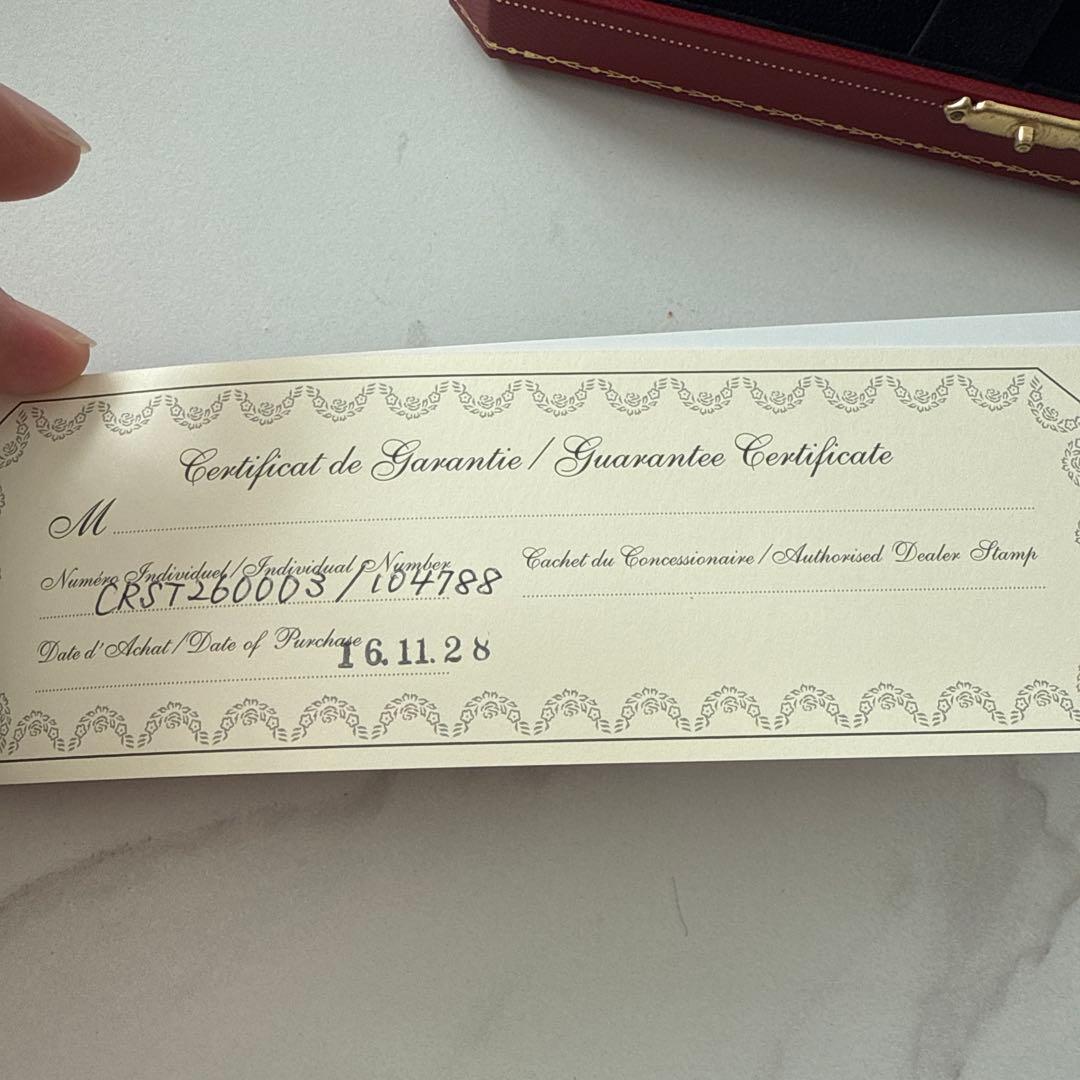 Certificat de Garantie / Guarantee Certificate
M
Numéro Individuel / Individual Number
CRST260003 / 104788
Cachet du Concessionaire / Authorised Dealer Stamp
Date d'Achat / Date of Purchase
16.11.28